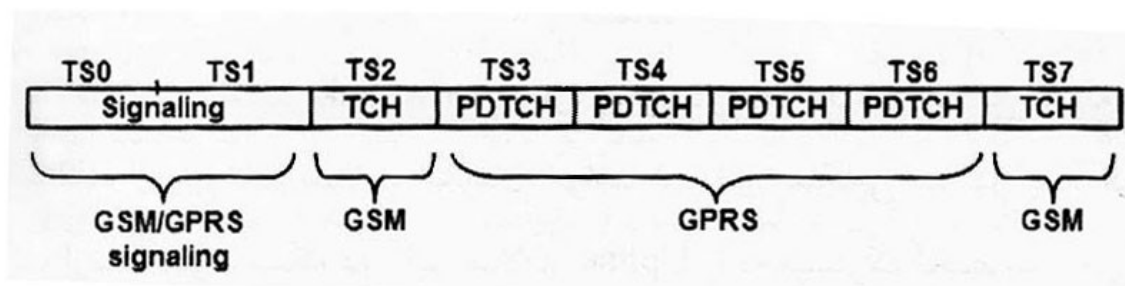 TS0 TS1 TS2 TS3 TS4 TS5 TS6 TS7
Signaling TCH PDTCH PDTCH PDTCH PDTCH TCH
GSM/GPRS GSM GPRS GSM
signaling